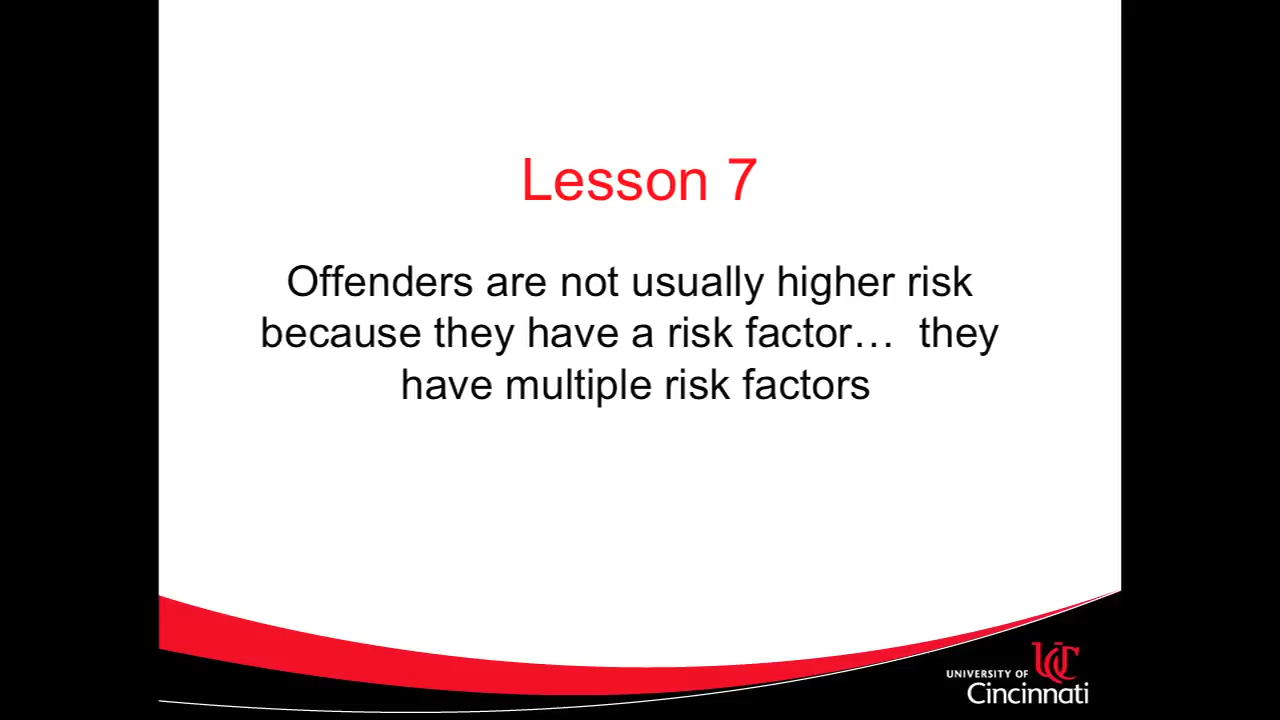 Lesson 7
Offenders are not usually higher risk
because they have a risk factor… they
have multiple risk factors
UNIVERSITY OF
Cincinnati